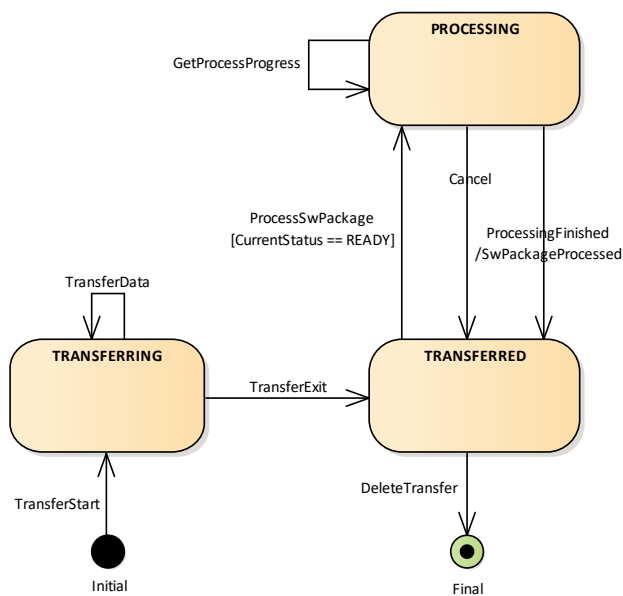 PROCESSING
GetProcessProgress
Cancel
ProcessSwPackage
[CurrentStatus == READY]
ProcessingFinished
/SwPackageProcessed
TransferData
TRANSFERRING
TRANSFERRED
TransferExit
DeleteTransfer
TransferStart
Initial
Final